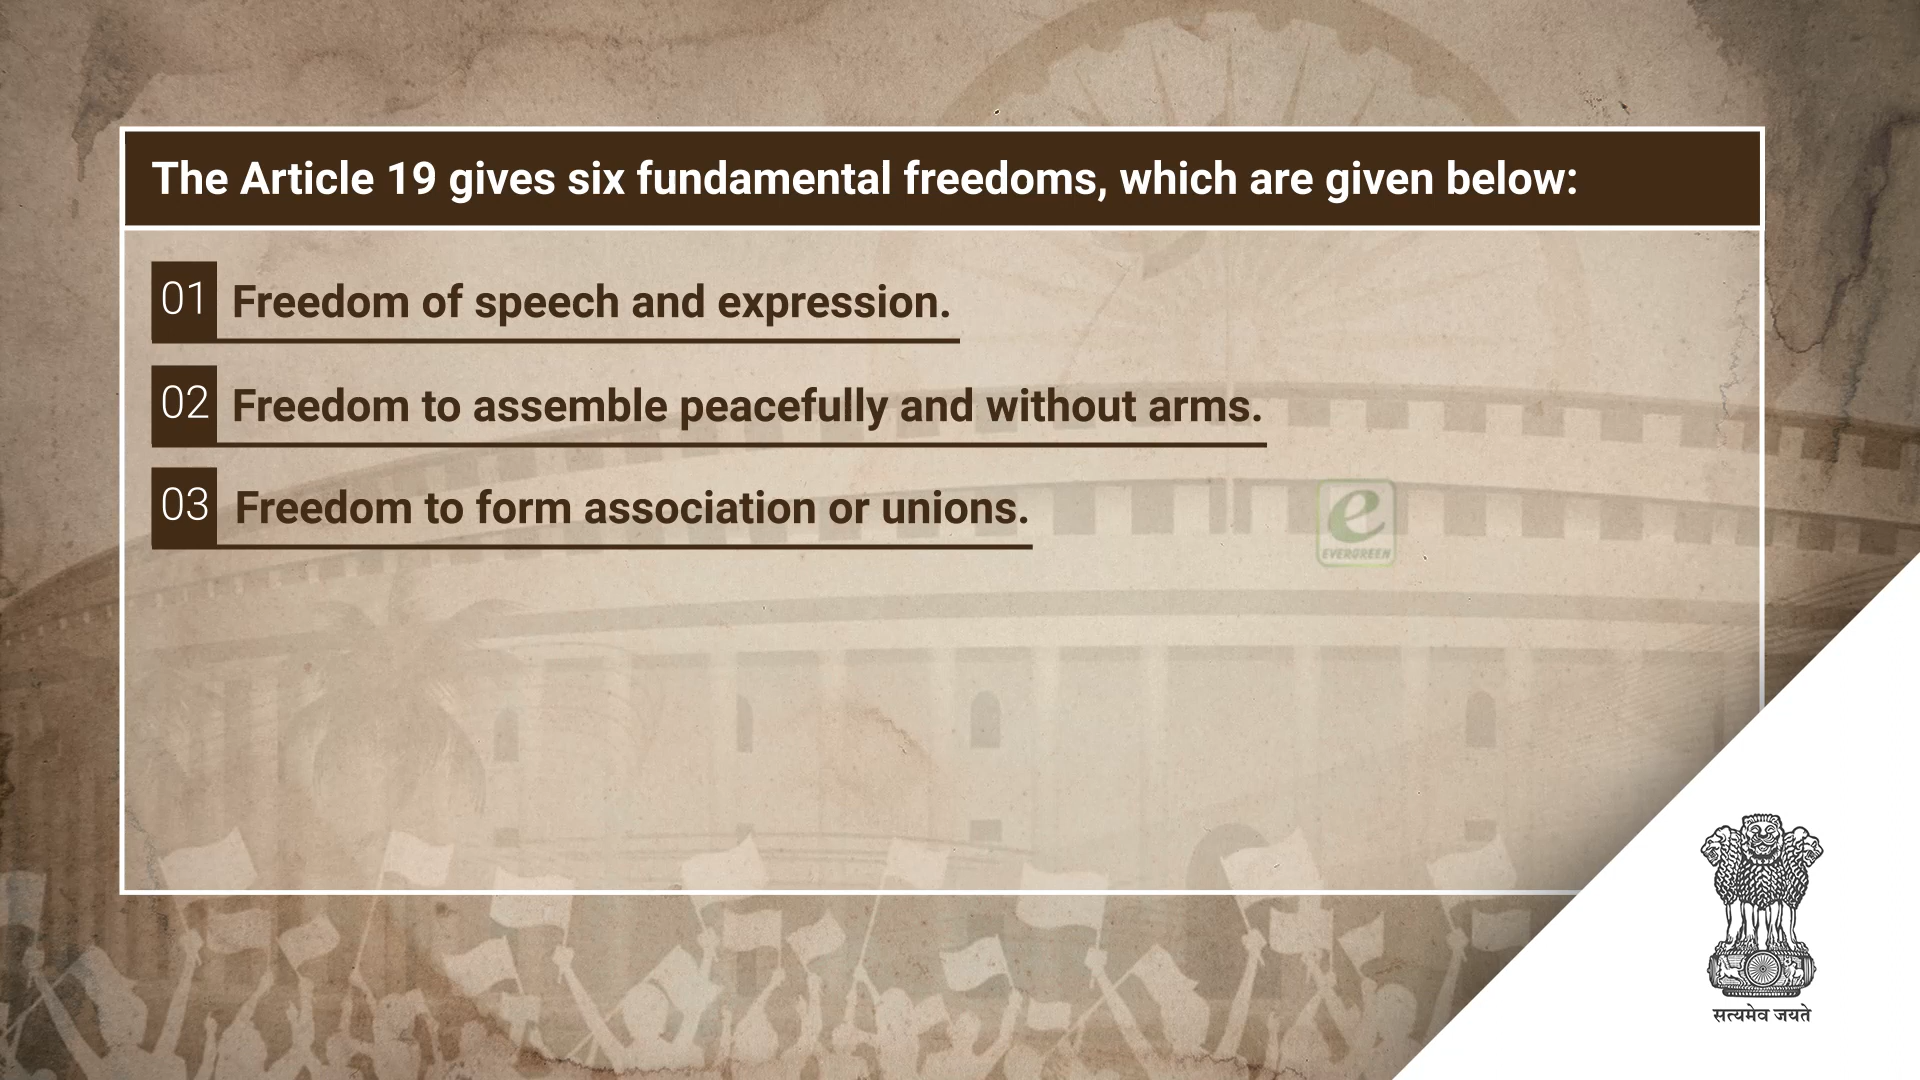 The Article 19 gives six fundamental freedoms, which are given below:
01 Freedom of speech and expression.
02 Freedom to assemble peacefully and without arms.
03 Freedom to form association or unions.
e
EVERGREEN
सत्यमेव जयते